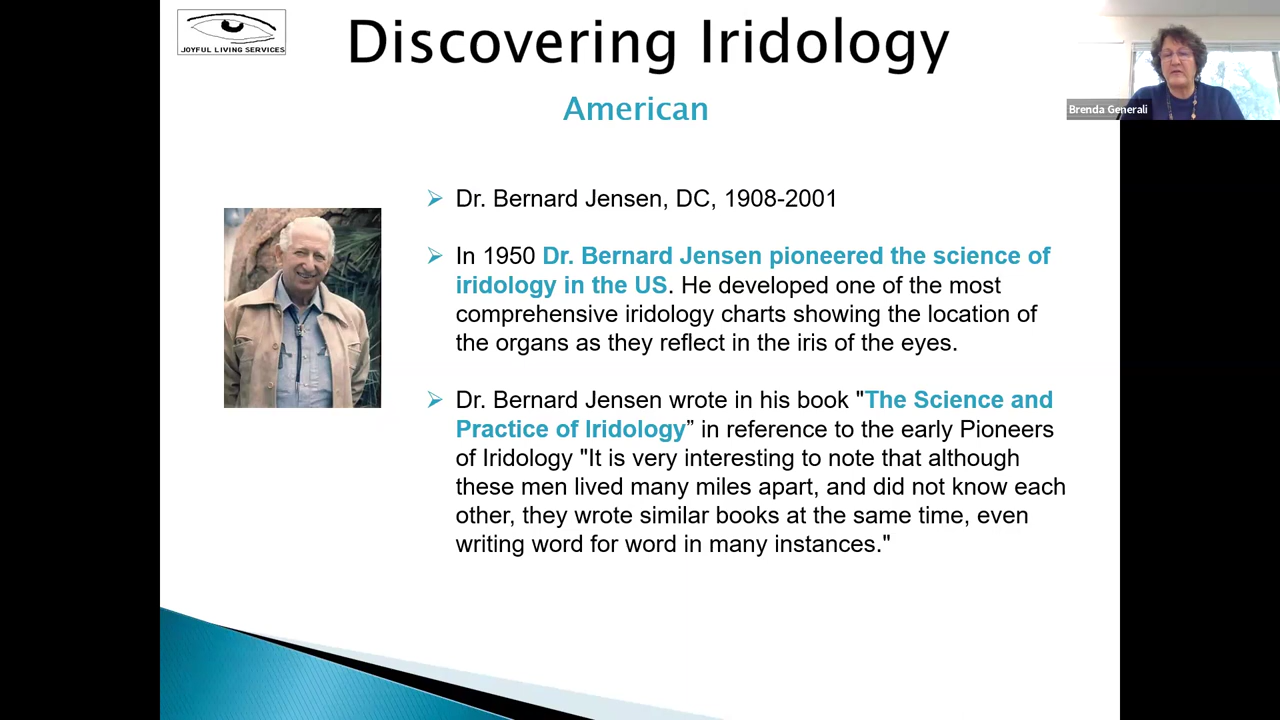 JOYFUL LIVING SERVICES
Discovering Iridology
Brenda Generali
American
Dr. Bernard Jensen, DC, 1908-2001
In 1950 Dr. Bernard Jensen pioneered the science of
iridology in the US. He developed one of the most
comprehensive iridology charts showing the location of
the organs as they reflect in the iris of the eyes.
Dr. Bernard Jensen wrote in his book "The Science and
Practice of Iridology” in reference to the early Pioneers
of Iridology "It is very interesting to note that although
these men lived many miles apart, and did not know each
other, they wrote similar books at the same time, even
writing word for word in many instances."